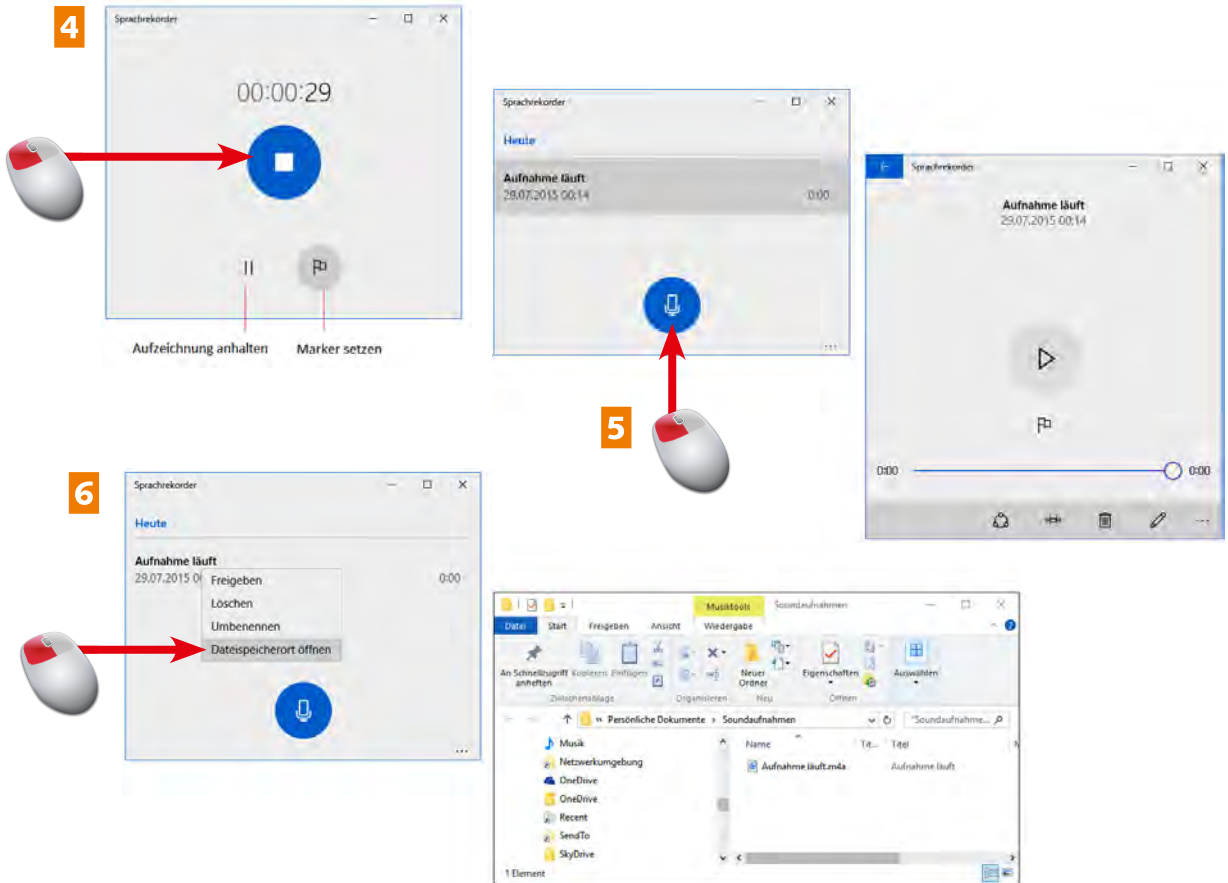 4
Sprachrekorder
00:00:29
Aufzeichnung anhalten
Marker setzen
Sprachrekorder
Heute
Aufnahme läuft
29.07.2015 00:14
0:00
5
Sprachrekorder
Aufnahme läuft
29.07.2015 00:14
0:00
0:00
6
Sprachrekorder
Heute
Aufnahme läuft
29.07.2015 0
0:00
Freigeben
Löschen
Umbenennen
Dateispeicherort öffnen
Musiktools
Soundaufnahmen
Datei Start Freigeben Ansicht Wiedergabe
An Schnellzugriff anheften
Kopieren
Einfügen
Neuer Ordner
Eigenschaften
Auswählen
Zwischenablage
Organisieren
Neu
Öffnen
« Persönliche Dokumente › Soundaufnahmen
"Soundaufnahme...
Musik
Netzwerkumgebung
OneDrive
OneDrive
Recent
SendTo
SkyDrive
Name Tit... Titel
Aufnahme läuft.m4a Aufnahme läuft
1 Element